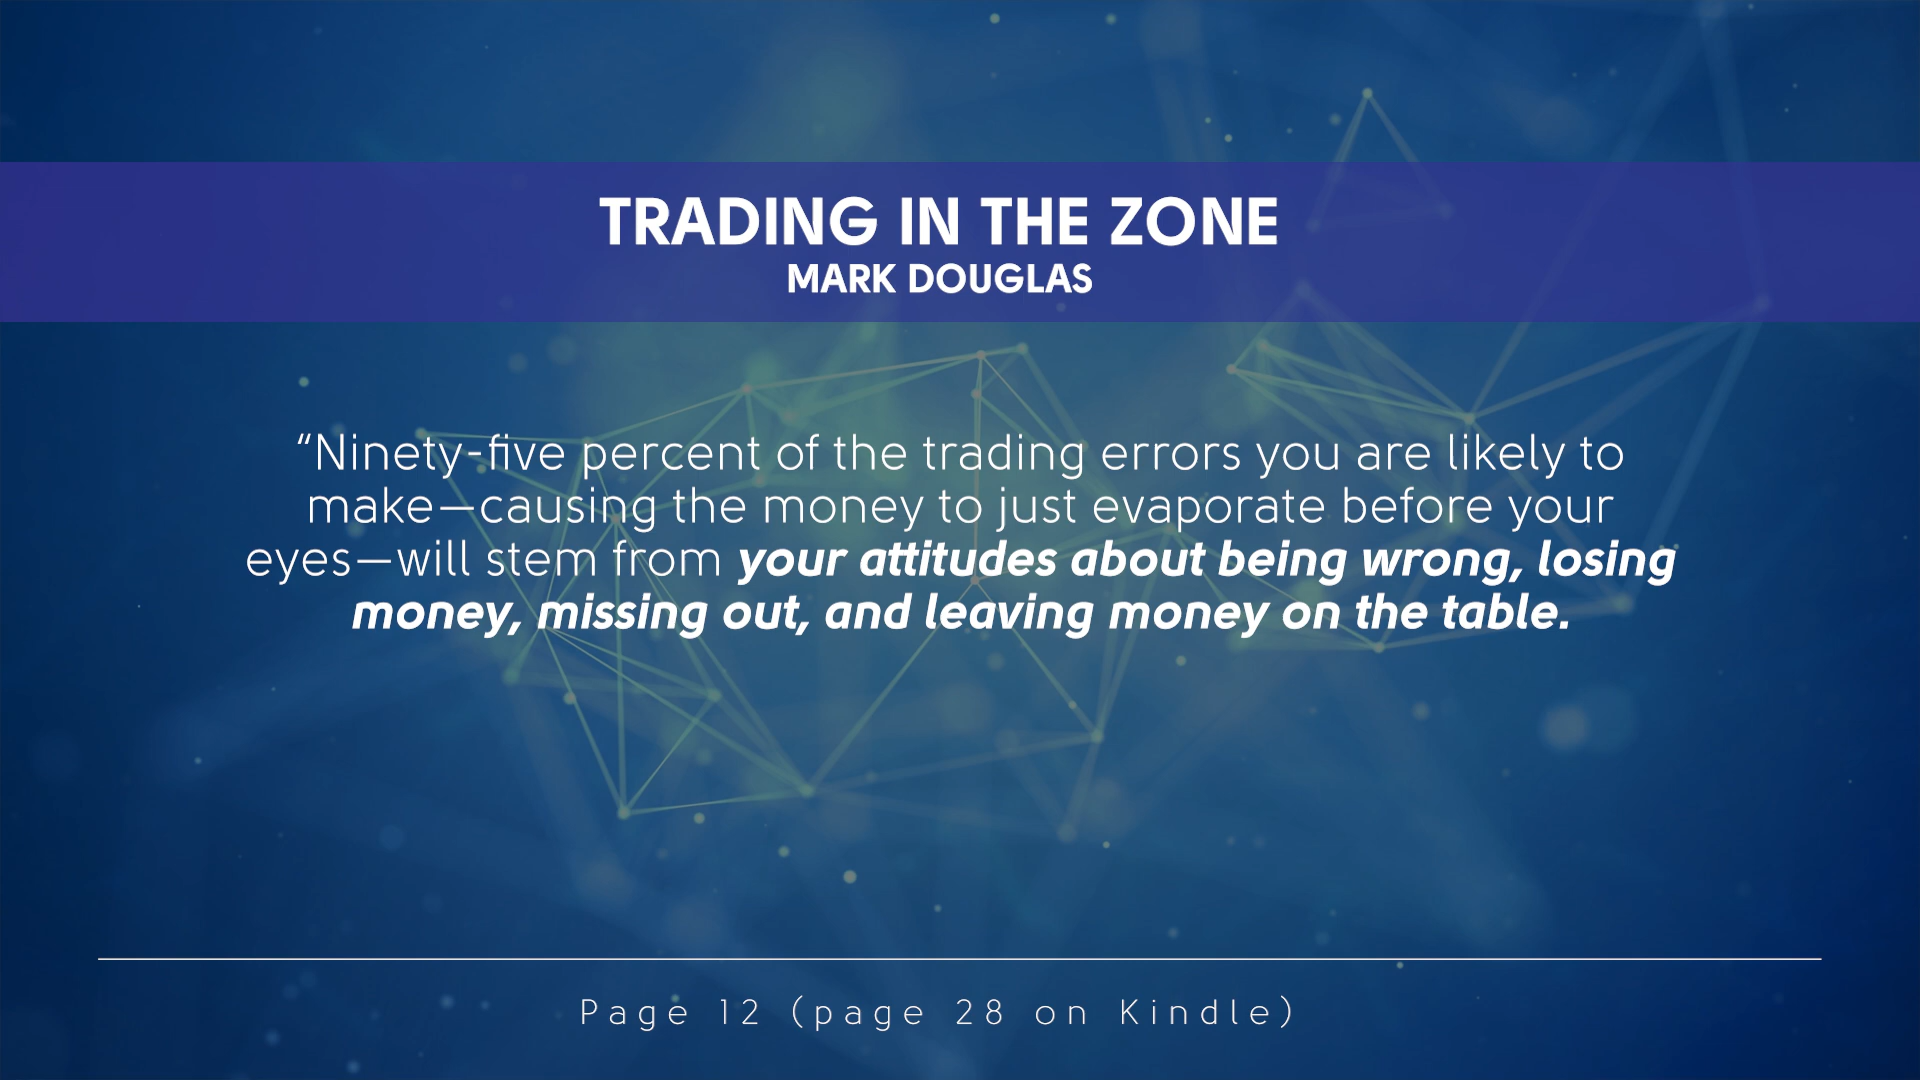 TRADING IN THE ZONE
MARK DOUGLAS
“Ninety-five percent of the trading errors you are likely to
make—causing the money to just evaporate before your
eyes—will stem from your attitudes about being wrong, losing
money, missing out, and leaving money on the table.
Page 12 (page 28 on Kindle)